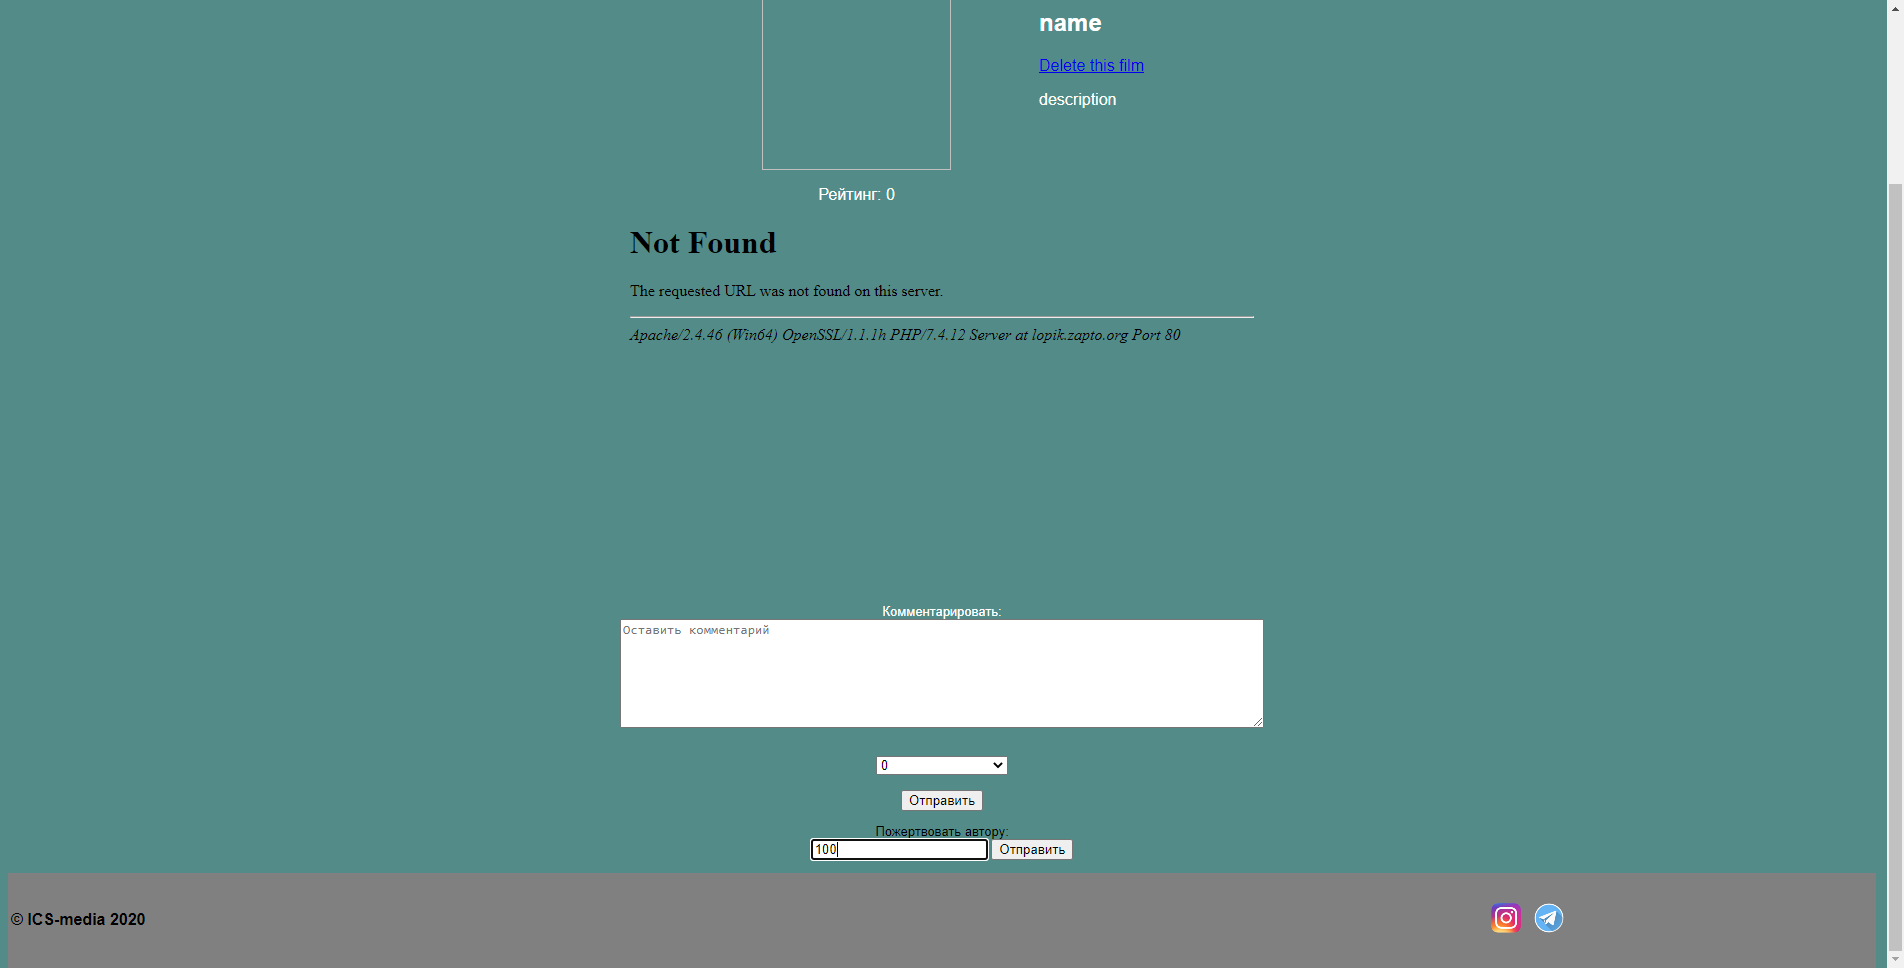 name
Delete this film
description
Рейтинг: 0
Not Found
The requested URL was not found on this server.
Apache/2.4.46 (Win64) OpenSSL/1.1.1h PHP/7.4.12 Server at lopik.zapto.org Port 80
Комментарировать:
Оставить комментарий
0
Отправить
Пожертвовать автору:
100 Отправить
© ICS-media 2020